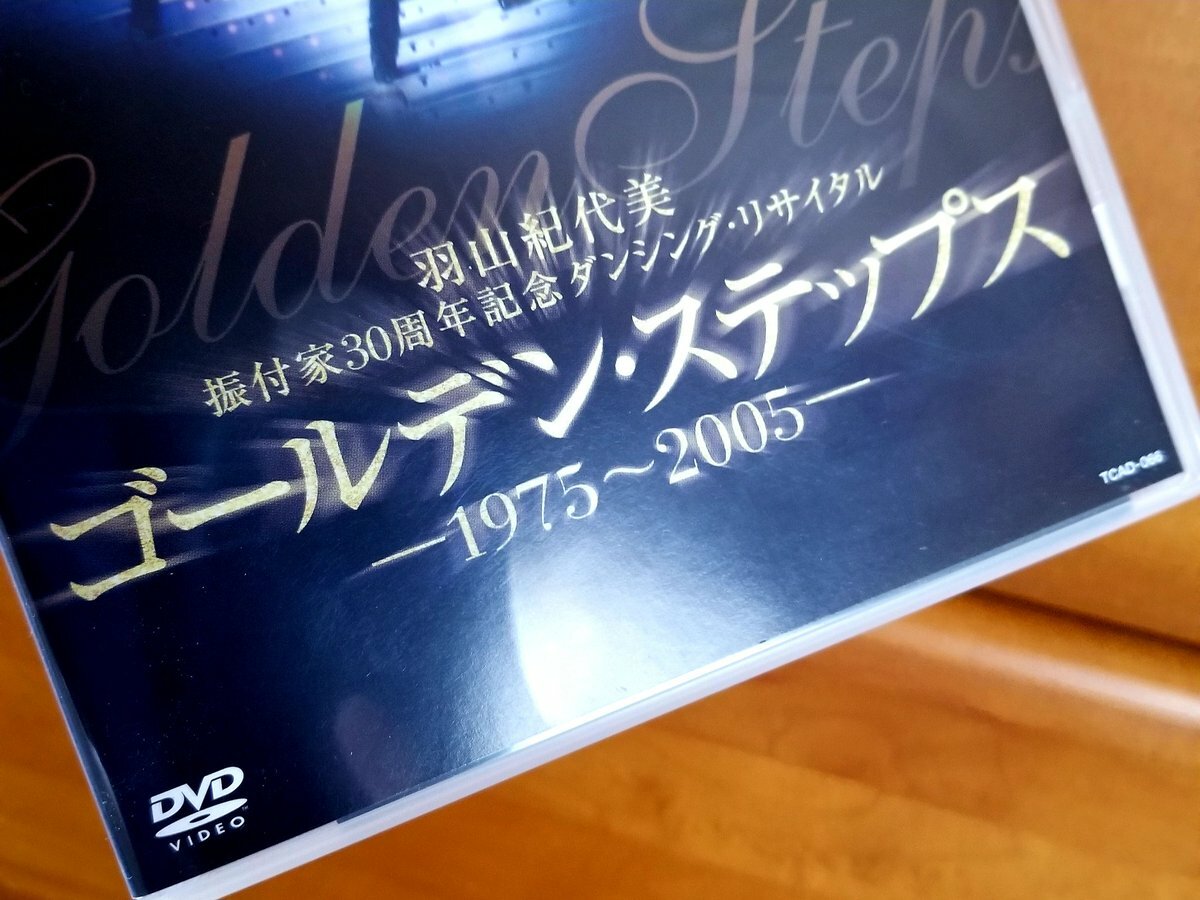 Golden Steps
羽山紀代美
振付家30周年記念ダンシング・リサイタル
ゴールデン・ステップス
—1975～2005—
TCAD-086
DVD
VIDEO